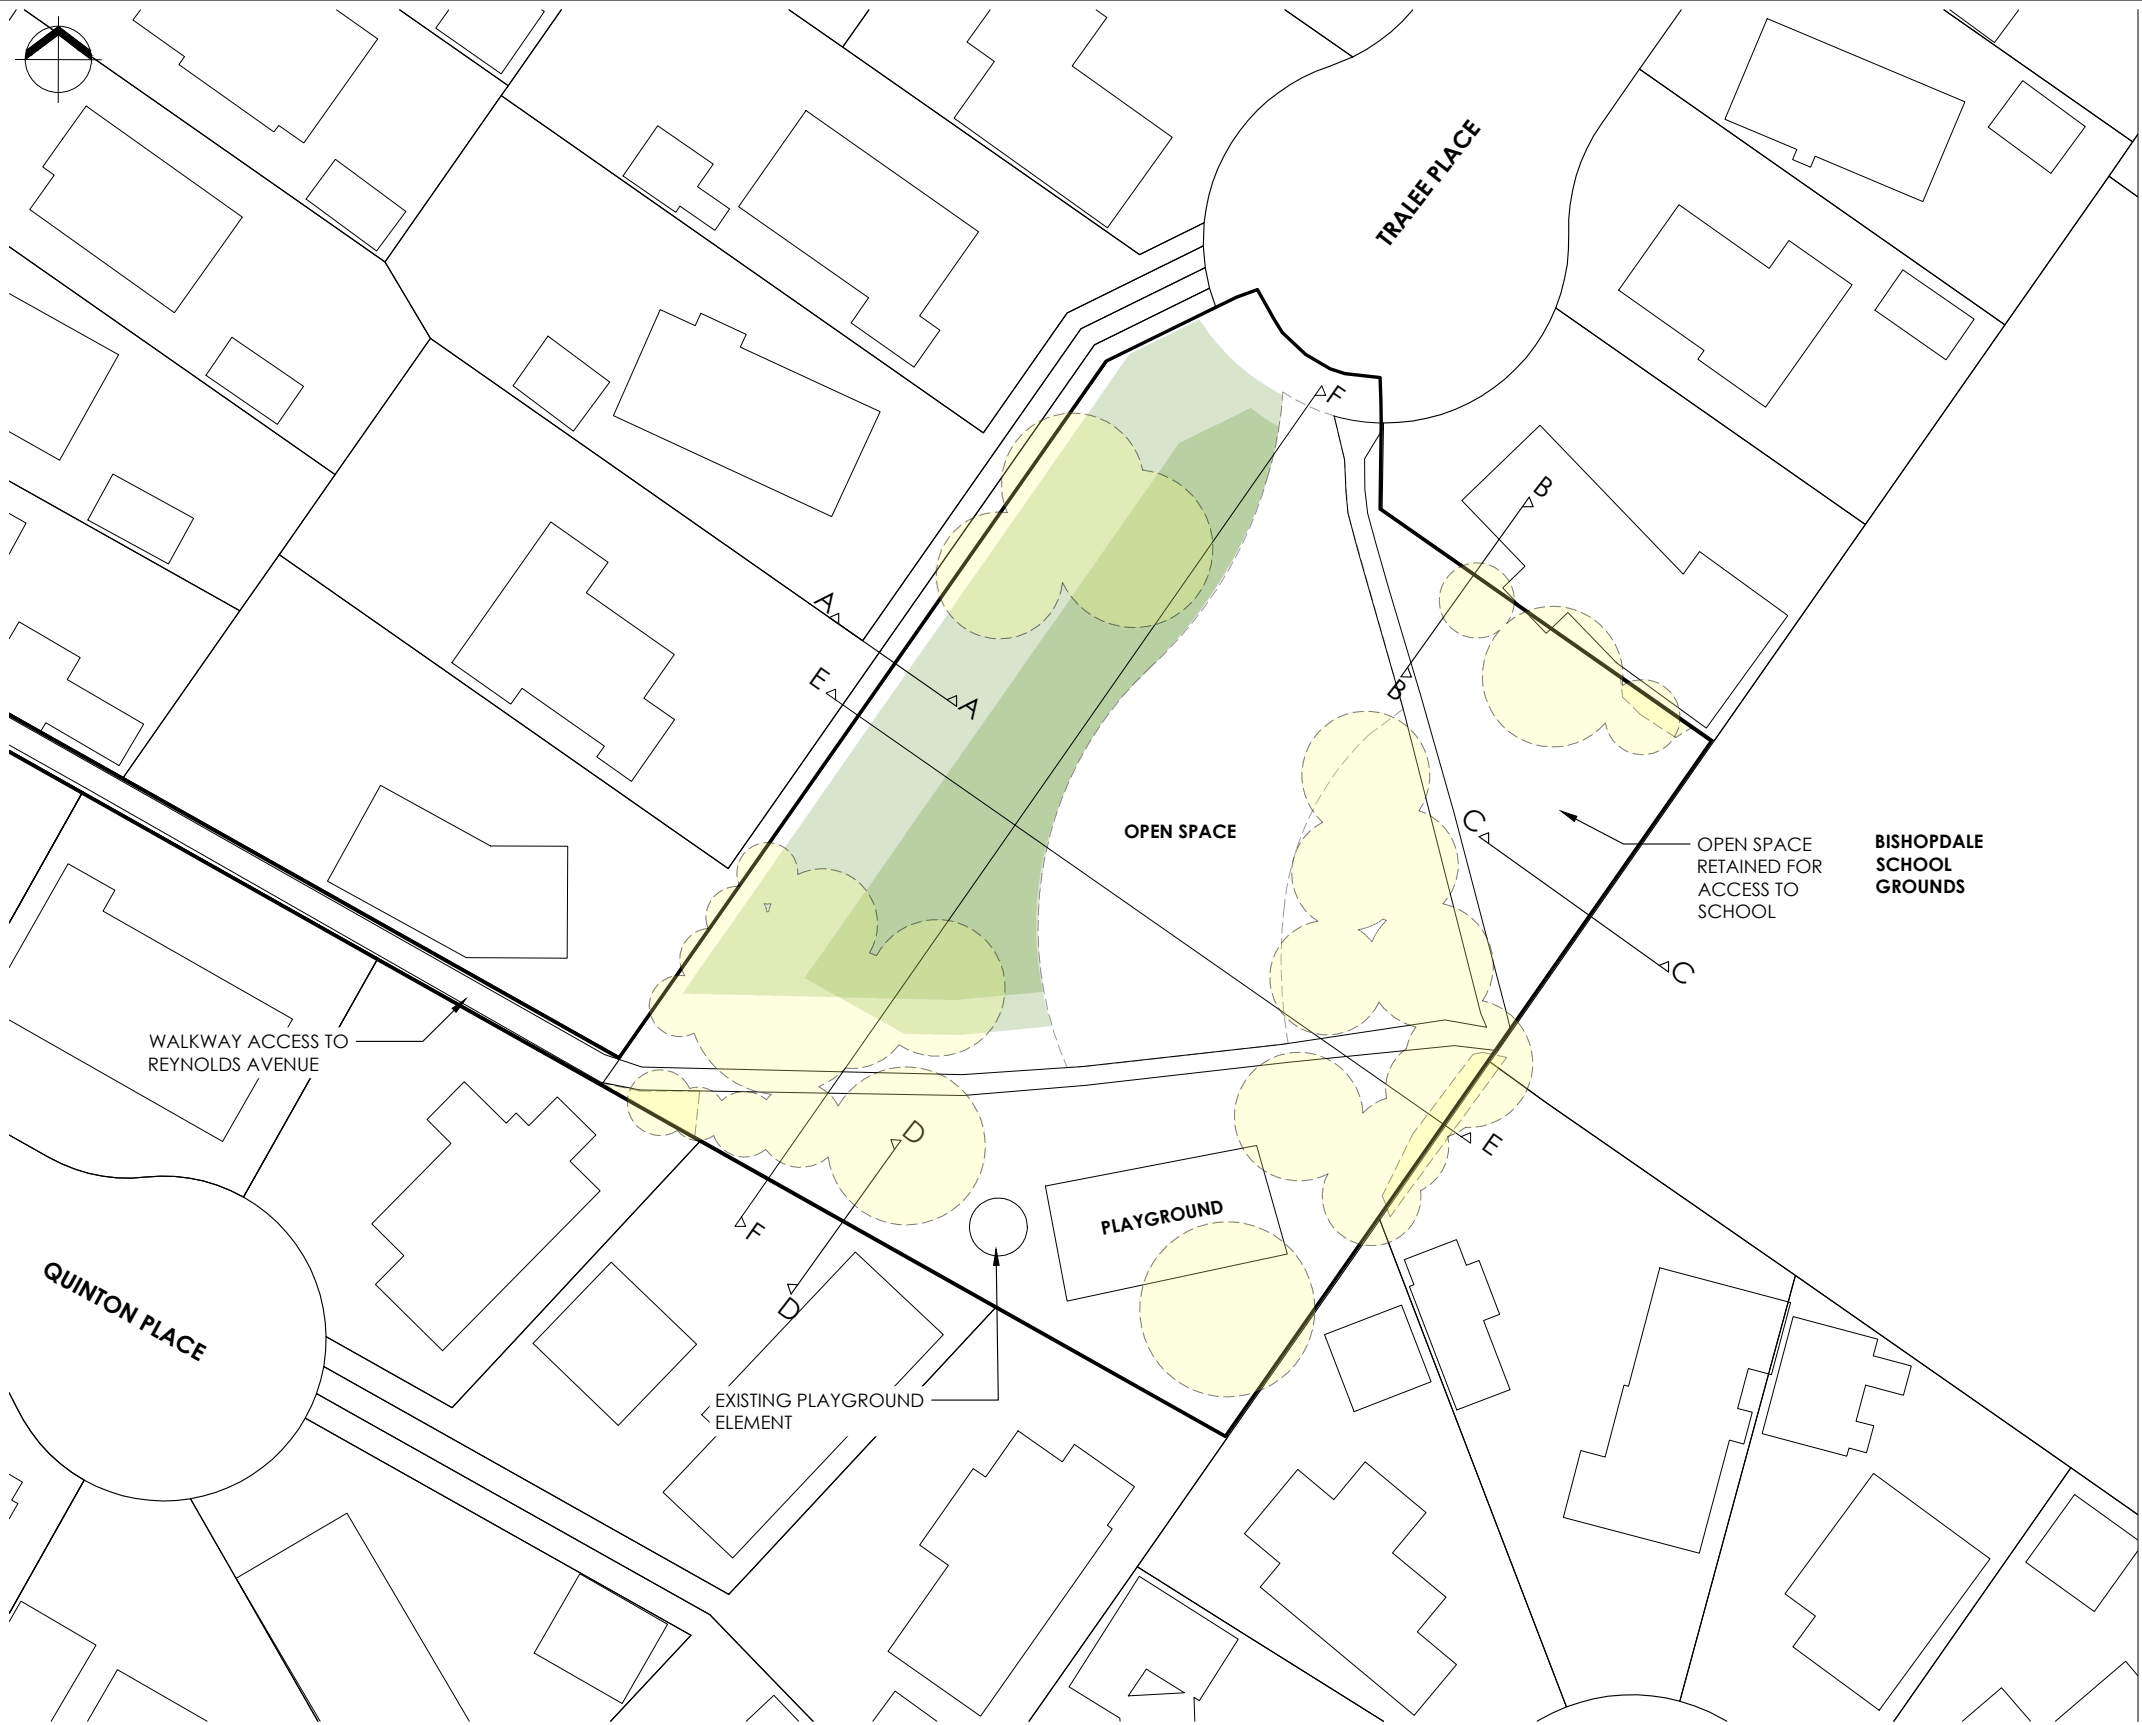 TRALEE PLACE
F
B
A
E
A
B
C
OPEN SPACE
OPEN SPACE
RETAINED FOR
ACCESS TO
SCHOOL
BISHOPDALE
SCHOOL
GROUNDS
C
WALKWAY ACCESS TO
REYNOLDS AVENUE
D
E
PLAYGROUND
F
D
QUINTON PLACE
EXISTING PLAYGROUND
ELEMENT